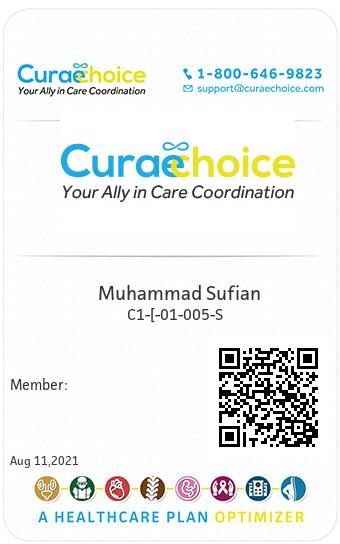 Curaechoice
Your Ally in Care Coordination
1-800-646-9823
support@curaechoice.com
Curaechoice
Your Ally in Care Coordination
Muhammad Sufian
C1-[-01-005-S
Member:
Aug 11,2021
A HEALTHCARE PLAN OPTIMIZER